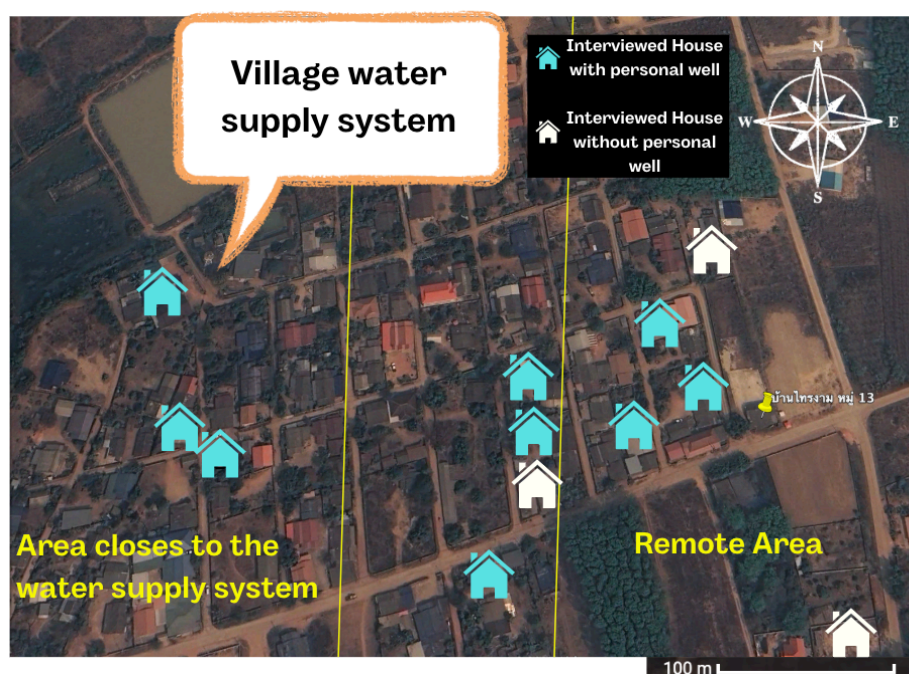 Village water
supply system
Interviewed House
with personal well
Interviewed House
without personal
well
N
W
E
S
บ้านไทรงาม หมู่ 13
Area closes to the
water supply system
Remote Area
100 m